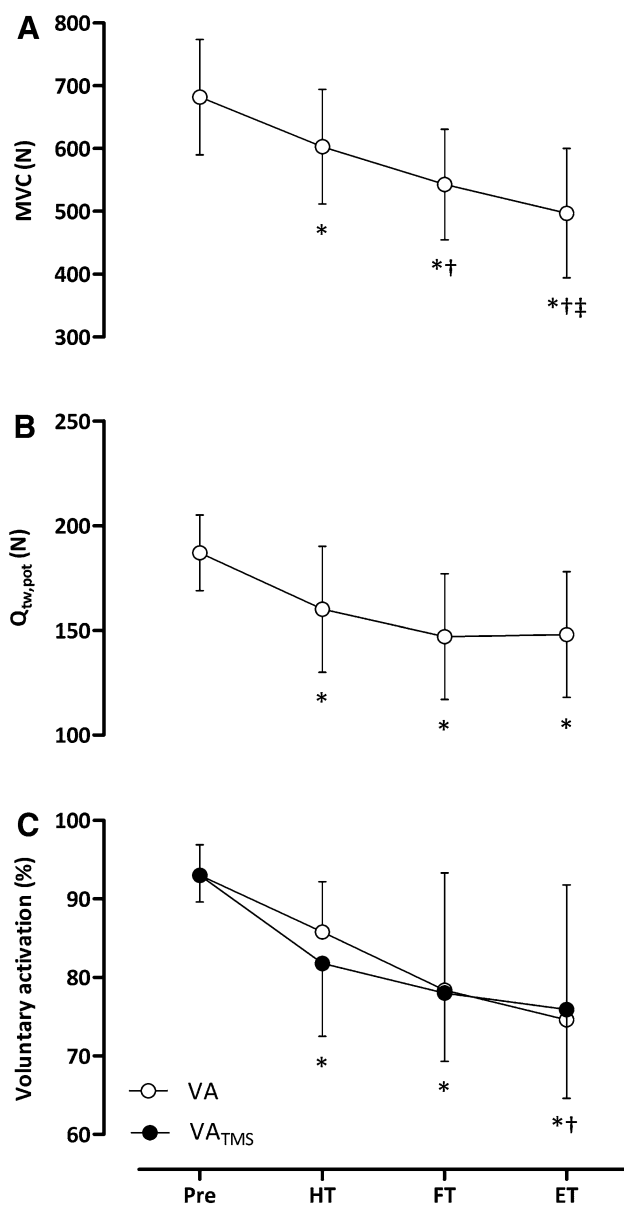 A
MVC (N)
800
700
600
500
400
300
*
*†
*†‡
B
Qtw,pot (N)
250
200
150
100
*
*
*
C
Voluntary activation (%)
100
90
80
70
60
*
*
*†
VA
VATMS
Pre HT FT ET